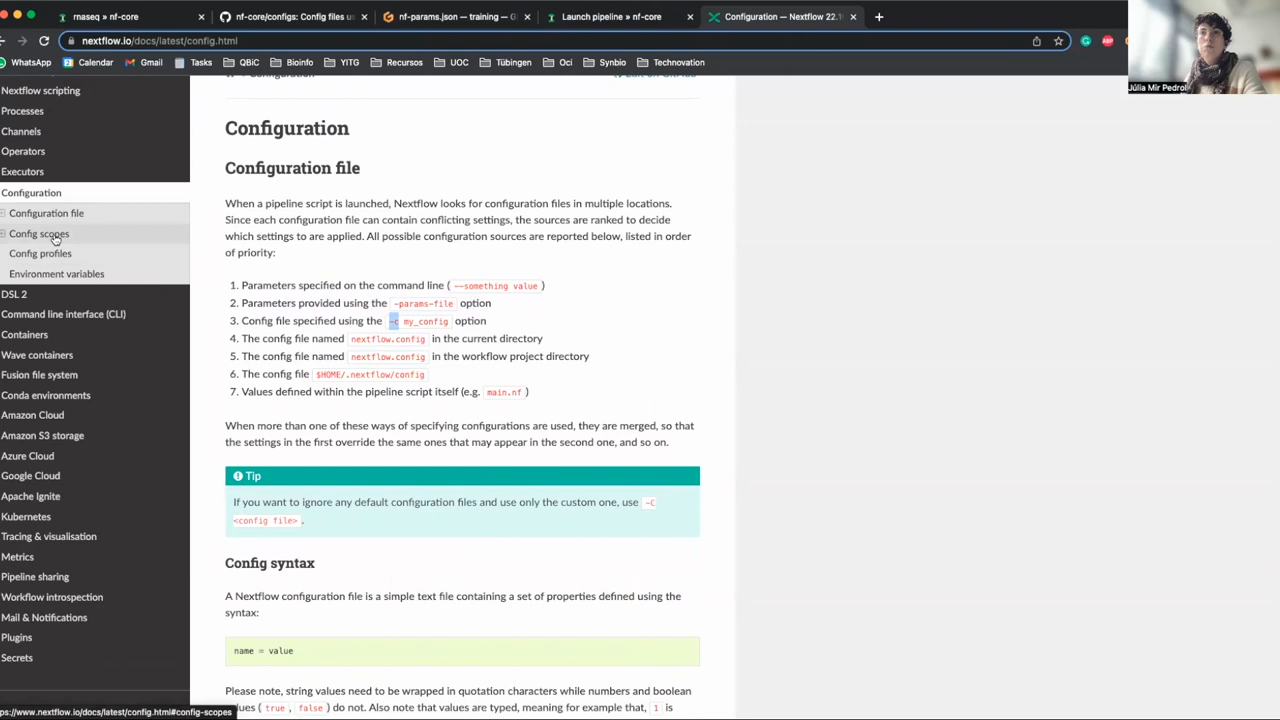 rnaseq » nf-core
nf-core/configs: Config files us
nf-params.json — training — G
Launch pipeline » nf-core
Configuration — Nextflow 22.1
nextflow.io/docs/latest/config.html
WhatsApp
Calendar
Gmail
Tasks
QBiC
Bioinfo
YITG
Recursos
UOC
Tübingen
Oci
Synbio
Technovation
Júlia Mir Pedrol
Nextflow scripting
Processes
Channels
Operators
Executors
Configuration
Configuration file
Config scopes
Config profiles
Environment variables
DSL 2
Command line interface (CLI)
Containers
Wave containers
Fusion file system
Conda environments
Amazon Cloud
Amazon S3 storage
Azure Cloud
Google Cloud
Apache Ignite
Kubernetes
Tracing & visualisation
Metrics
Pipeline sharing
Workflow introspection
Mail & Notifications
Plugins
Secrets
ps://www.nextflow.io/docs/latest/config.html#config-scopes
Configuration
Configuration file
When a pipeline script is launched, Nextflow looks for configuration files in multiple locations.
Since each configuration file can contain conflicting settings, the sources are ranked to decide
which settings to are applied. All possible configuration sources are reported below, listed in order
of priority:
1. Parameters specified on the command line ( --something value )
2. Parameters provided using the -params-file option
3. Config file specified using the -c my_config option
4. The config file named nextflow.config in the current directory
5. The config file named nextflow.config in the workflow project directory
6. The config file $HOME/.nextflow/config
7. Values defined within the pipeline script itself (e.g. main.nf )
When more than one of these ways of specifying configurations are used, they are merged, so that
the settings in the first override the same ones that may appear in the second one, and so on.
Tip
If you want to ignore any default configuration files and use only the custom one, use -C
<config file> .
Config syntax
A Nextflow configuration file is a simple text file containing a set of properties defined using the
syntax:
name = value
Please note, string values need to be wrapped in quotation characters while numbers and boolean
values ( true , false ) do not. Also note that values are typed, meaning for example that, 1 is